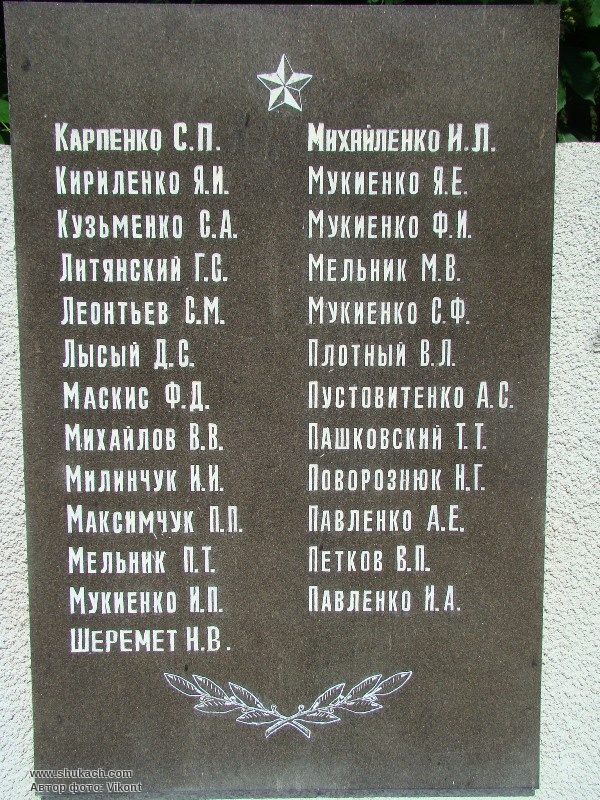 Карпенко С.П.
Кириленко Я.И.
Кузьменко С.А.
Литянский Г.С.
Леонтьев С.М.
Лысый Д.С.
Маскис Ф.Д.
Михайлов В.В.
Милинчук И.И.
Максимчук П.П.
Мельник П.Т.
Мукиенко И.П.
Шеремет Н.В.
Михайленко И.Л.
Мукиенко Я.Е.
Мукиенко Ф.И.
Мельник М.В.
Мукиенко С.Ф.
Плотный В.Л.
Пустовитенко А.С.
Пашковский Т.Т.
Поворознюк Н.Г.
Павленко А.Е.
Петков В.П.
Павленко И.А.
www.shukach.com
Автор фото: Vikont